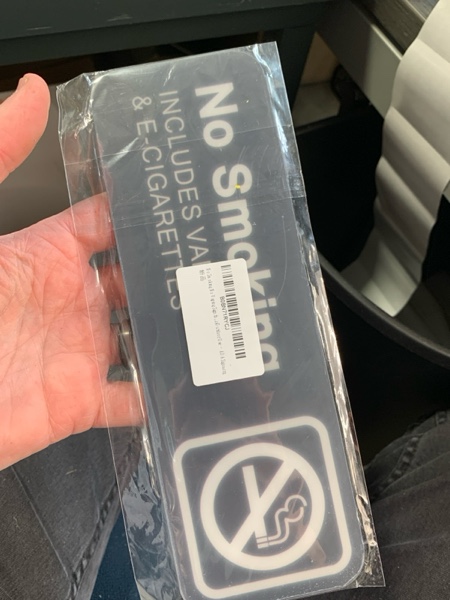 No Smoking
INCLUDES VA
& E-CIGARETTES